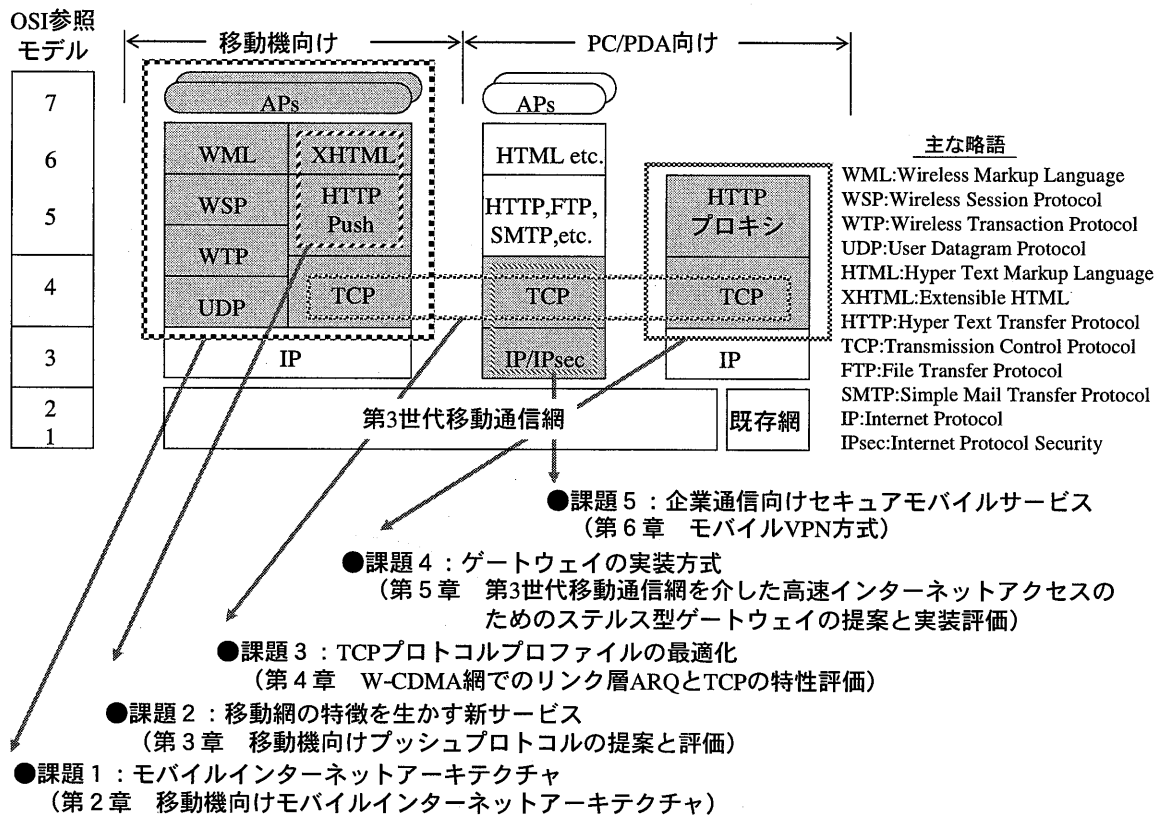 OSI参照
モデル
移動機向け
PC/PDA向け
7
6
5
4
3
2
1
APs
WML
WSP
WTP
UDP
XHTML
HTTP
Push
TCP
IP
APs
HTML etc.
HTTP,FTP,
SMTP,etc.
TCP
IP/IPsec
HTTP
プロキシ
TCP
IP
第3世代移動通信網
既存網
主な略語
WML:Wireless Markup Language
WSP:Wireless Session Protocol
WTP:Wireless Transaction Protocol
UDP:User Datagram Protocol
HTML:Hyper Text Markup Language
XHTML:Extensible HTML
HTTP:Hyper Text Transfer Protocol
TCP:Transmission Control Protocol
FTP:File Transfer Protocol
SMTP:Simple Mail Transfer Protocol
IP:Internet Protocol
IPsec:Internet Protocol Security
●課題5：企業通信向けセキュアモバイルサービス
（第6章　モバイルVPN方式）
●課題4：ゲートウェイの実装方式
（第5章　第3世代移動通信網を介した高速インターネットアクセスの
ためのステルス型ゲートウェイの提案と実装評価）
●課題3：TCPプロトコルプロファイルの最適化
（第4章　W-CDMA網でのリンク層ARQとTCPの特性評価）
●課題2：移動網の特徴を生かす新サービス
（第3章　移動機向けプッシュプロトコルの提案と評価）
●課題1：モバイルインターネットアーキテクチャ
（第2章　移動機向けモバイルインターネットアーキテクチャ）